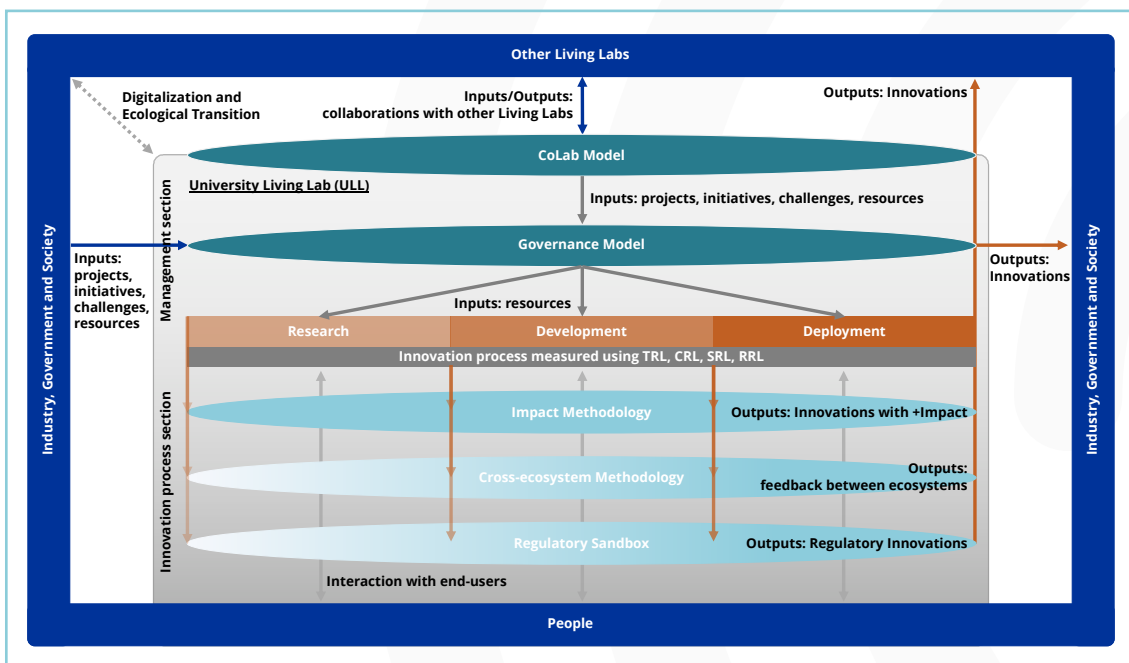 Other Living Labs
Digitalization and
Ecological Transition
Inputs/Outputs:
collaborations with other Living Labs
Outputs: Innovations
CoLab Model
University Living Lab (ULL)
Inputs: projects, initiatives, challenges, resources
Management section
Governance Model
Industry, Government and Society
Inputs:
projects,
initiatives,
challenges,
resources
Outputs:
Innovations
Industry, Government and Society
Inputs: resources
Research
Development
Deployment
Innovation process measured using TRL, CRL, SRL, RRL
Innovation process section
Impact Methodology
Outputs: Innovations with +Impact
Cross-ecosystem Methodology
Outputs:
feedback between ecosystems
Regulatory Sandbox
Outputs: Regulatory Innovations
Interaction with end-users
People